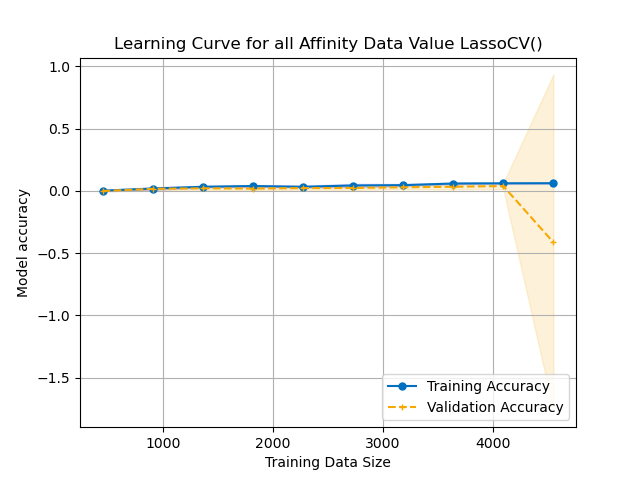 Learning Curve for all Affinity Data Value LassoCV()
Model accuracy
1.0
0.5
0.0
−0.5
−1.0
−1.5
1000
2000
3000
4000
Training Data Size
Training Accuracy
Validation Accuracy